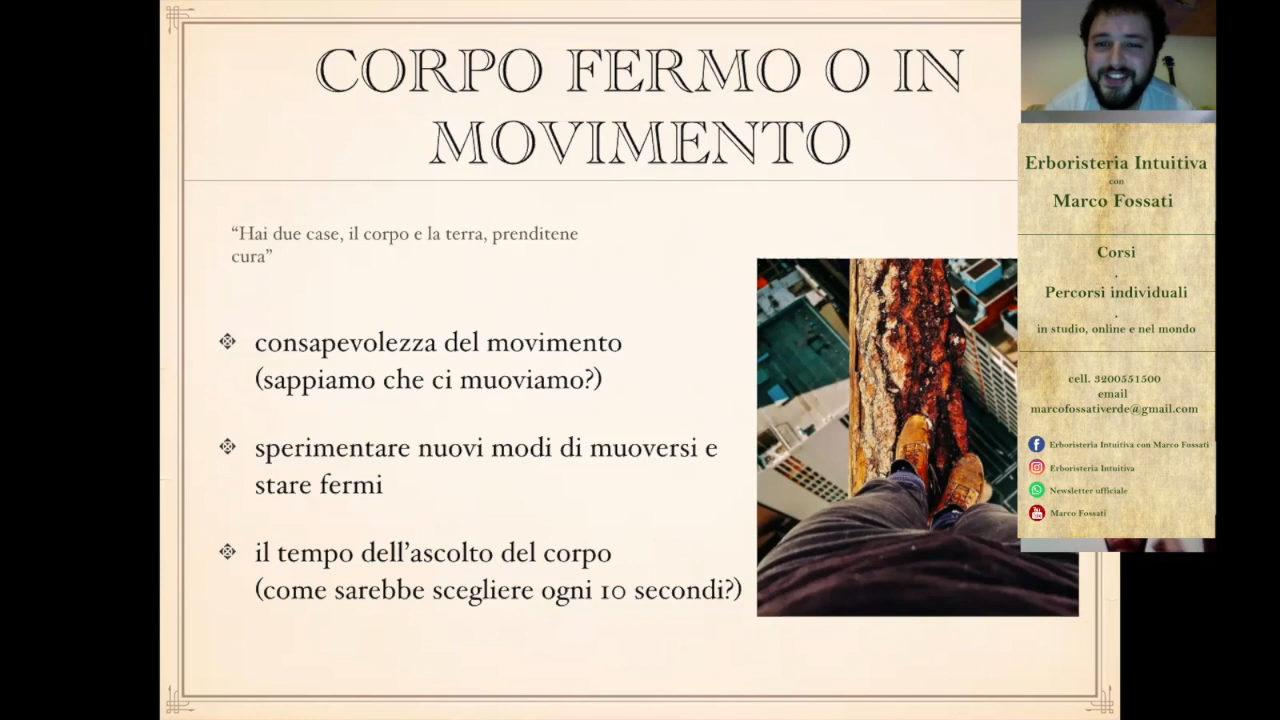 CORPO FERMO O IN
MOVIMENTO
“Hai due case, il corpo e la terra, prenditene
cura”
consapevolezza del movimento
(sappiamo che ci muoviamo?)
sperimentare nuovi modi di muoversi e
stare fermi
il tempo dell’ascolto del corpo
(come sarebbe scegliere ogni 10 secondi?)
Erboristeria Intuitiva
con
Marco Fossati
Corsi
.
Percorsi individuali
.
in studio, online e nel mondo
cell. 3200551500
email
marcofossativerde@gmail.com
Erboristeria Intuitiva con Marco Fossati
Erboristeria Intuitiva
Newsletter officiale
Marco Fossati